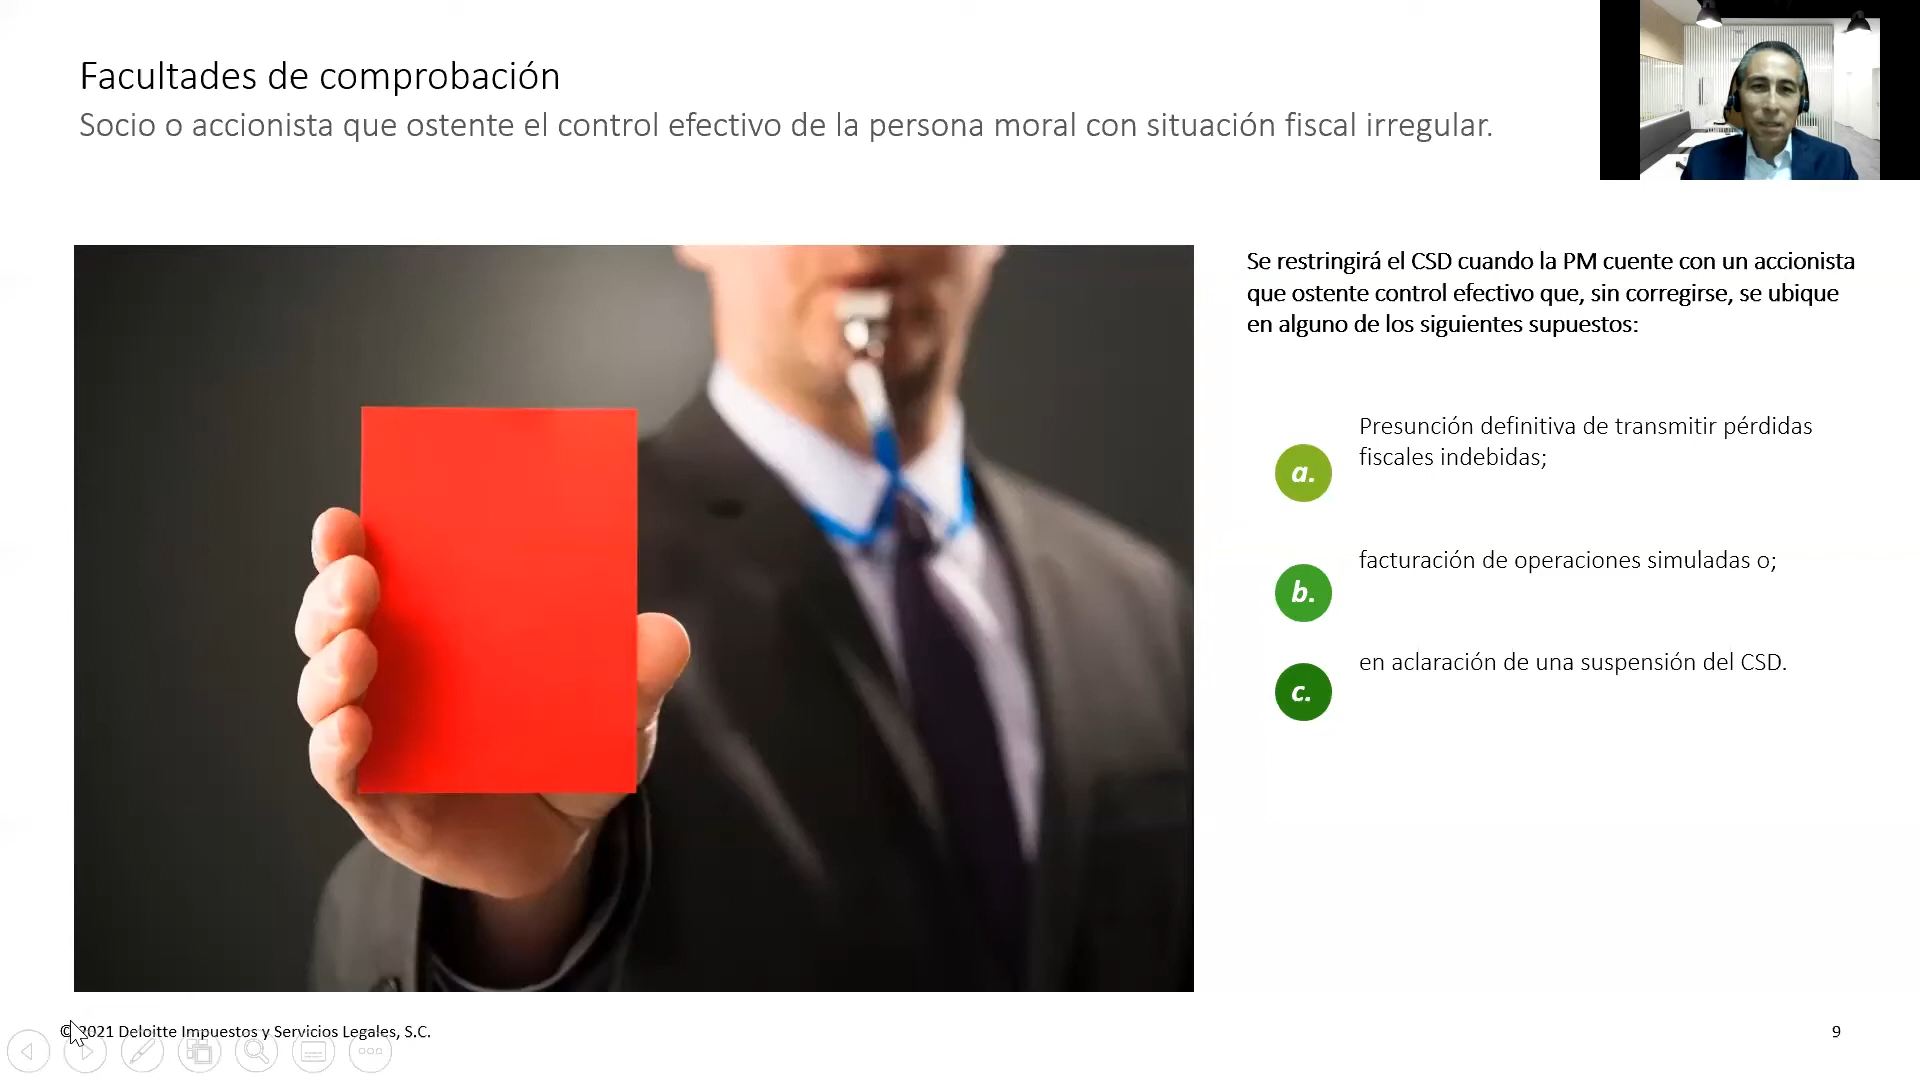 Facultades de comprobación
Socio o accionista que ostente el control efectivo de la persona moral con situación fiscal irregular.
Se restringirá el CSD cuando la PM cuente con un accionista
que ostente control efectivo que, sin corregirse, se ubique
en alguno de los siguientes supuestos:
a.
Presunción definitiva de transmitir pérdidas
fiscales indebidas;
b.
facturación de operaciones simuladas o;
c.
en aclaración de una suspensión del CSD.
© 2021 Deloitte Impuestos y Servicios Legales, S.C.
9